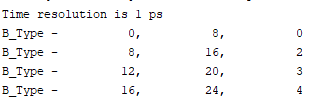 Time resolution is 1 ps
B_Type - 0, 8, 0
B_Type - 8, 16, 2
B_Type - 12, 20, 3
B_Type - 16, 24, 4